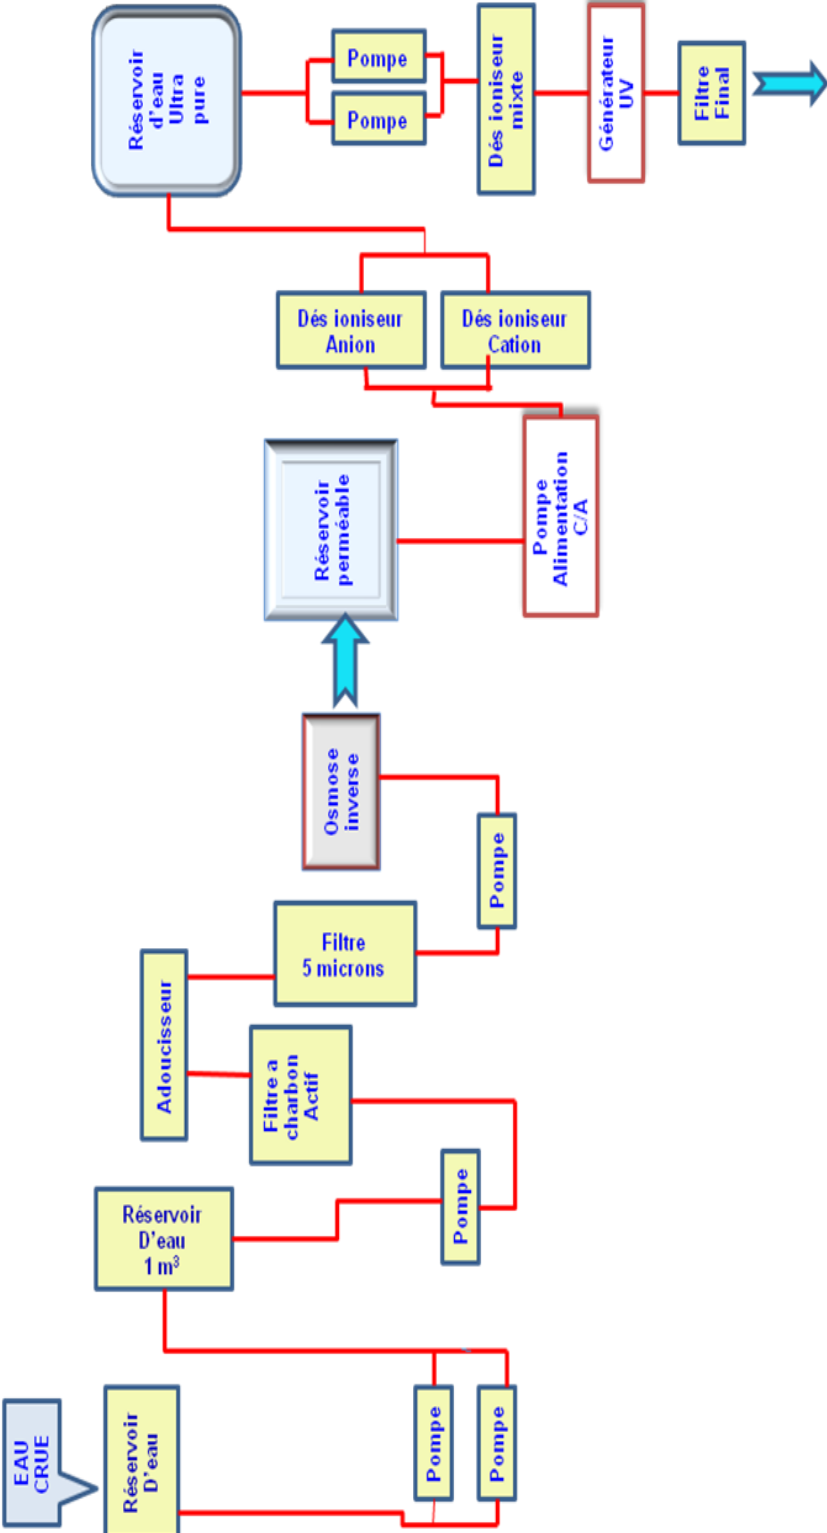 Réservoir
d'eau
Ultra
pure
Pompe
Pompe
Dés ioniseur
mixte
Générateur
UV
Filtre
Final
Dés ioniseur
Anion
Dés ioniseur
Cation
Réservoir
perméable
Pompe
Alimentation
C/A
Osmose
inverse
Pompe
Filtre
5 microns
Adoucisseur
Filtre a
charbon
Actif
Pompe
Réservoir
D'eau
1 m³
EAU
CRUE
Réservoir
D'eau
Pompe
Pompe